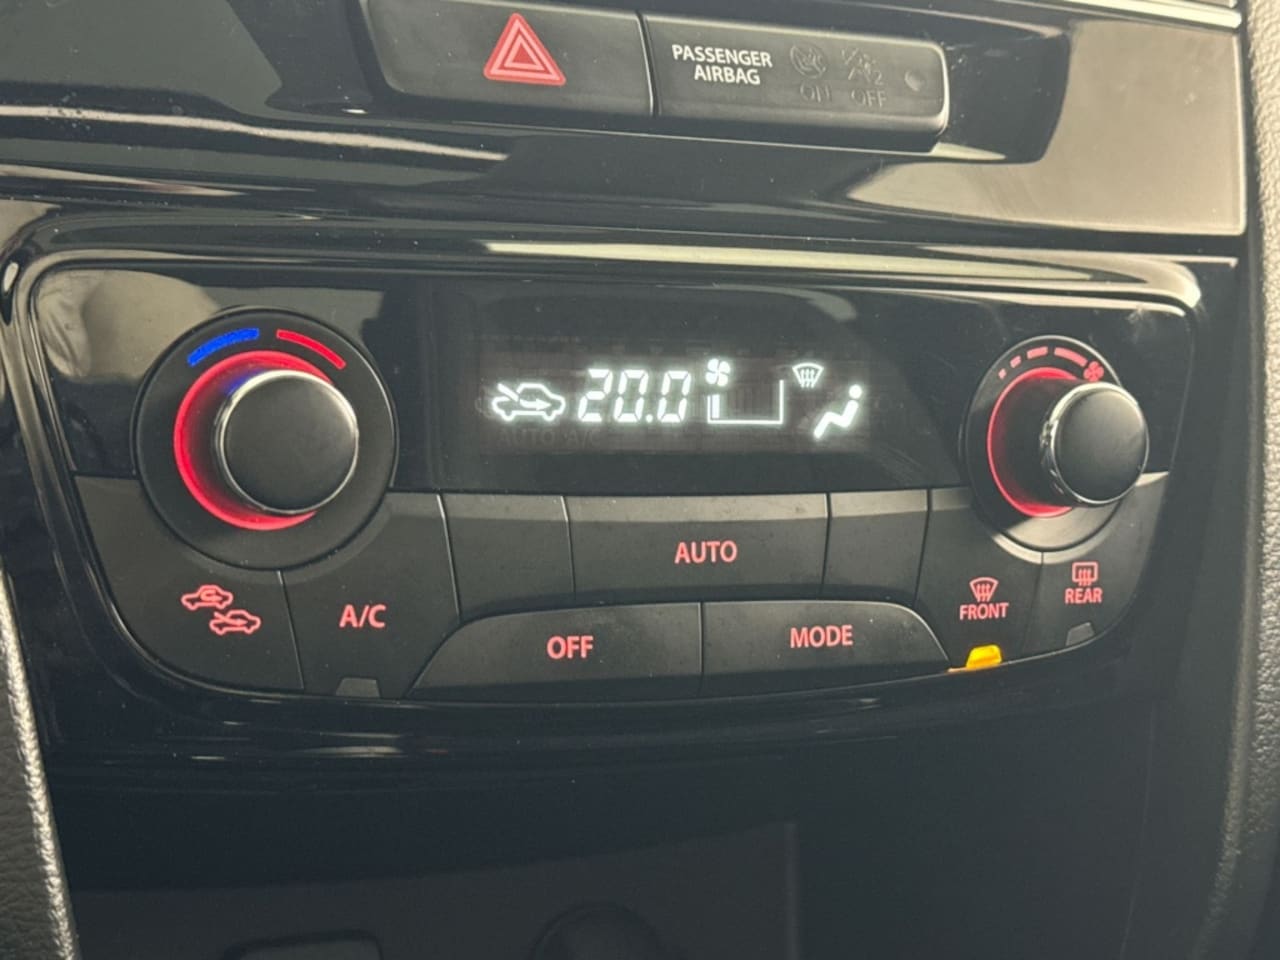 PASSENGER
AIRBAG
ON OFF
20.0
AUTO A/C
AUTO
A/C
OFF
MODE
FRONT
REAR